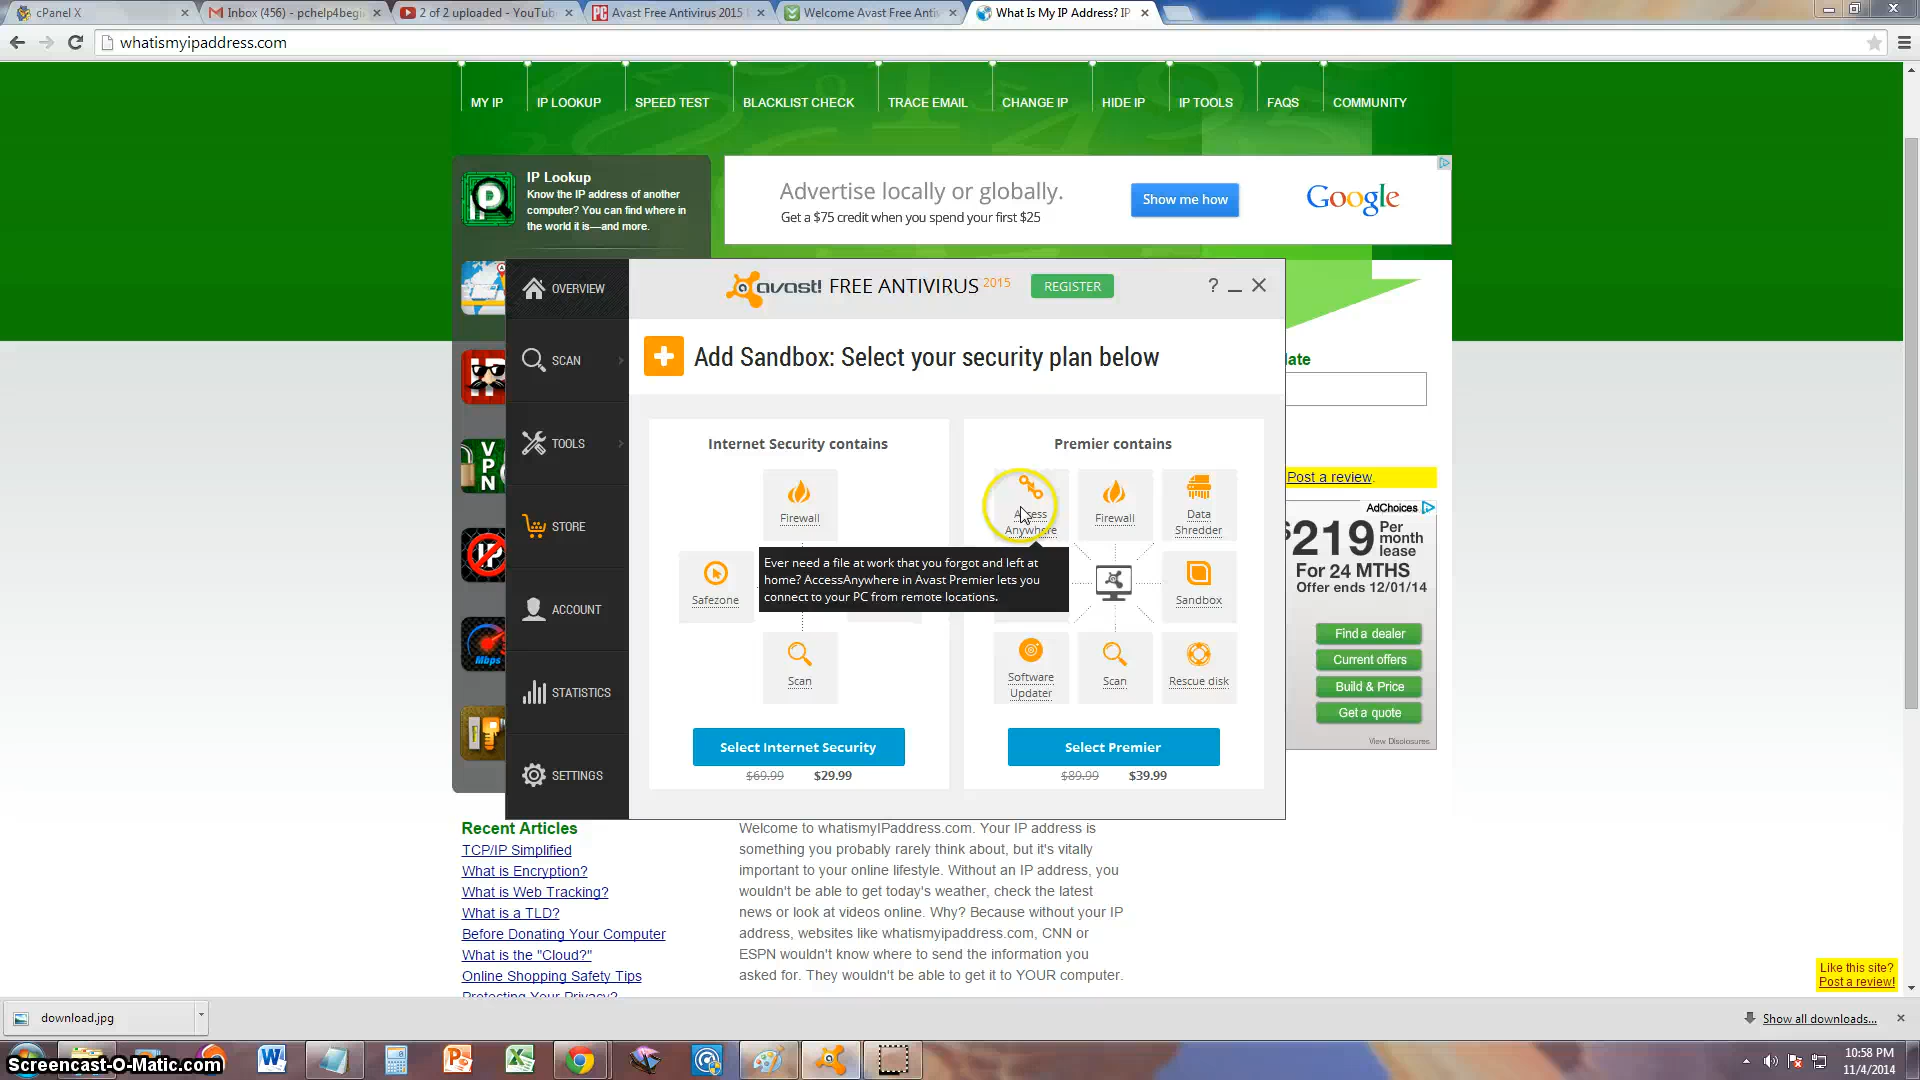 cPanel X
Inbox (456) - pchelp4begi
2 of 2 uploaded - YouTub
Avast Free Antivirus 2015
Welcome Avast Free Anti
What Is My IP Address? IP
whatismyipaddress.com
MY IP
IP LOOKUP
SPEED TEST
BLACKLIST CHECK
TRACE EMAIL
CHANGE IP
HIDE IP
IP TOOLS
FAQS
COMMUNITY
IP Lookup
Know the IP address of another
computer? You can find where in
the world it is—and more.
Advertise locally or globally.
Get a $75 credit when you spend your first $25
Show me how
Google
OVERVIEW
SCAN
TOOLS
STORE
ACCOUNT
STATISTICS
SETTINGS
avast! FREE ANTIVIRUS 2015
REGISTER
?
Add Sandbox: Select your security plan below
Internet Security contains
Firewall
Safezone
Scan
Select Internet Security
$69.99 $29.99
Premier contains
Access
Anywhere
Firewall
Data
Shredder
Ever need a file at work that you forgot and left at
home? AccessAnywhere in Avast Premier lets you
connect to your PC from remote locations.
Sandbox
Software
Updater
Scan
Rescue disk
Select Premier
$89.99 $39.99
IP
VPN
IP
Mbps
late
Post a review.
AdChoices
$219 Per month lease
For 24 MTHS
Offer ends 12/01/14
Find a dealer
Current offers
Build & Price
Get a quote
View Disclosures
Recent Articles
TCP/IP Simplified
What is Encryption?
What is Web Tracking?
What is a TLD?
Before Donating Your Computer
What is the "Cloud?"
Online Shopping Safety Tips
Protecting Your Privacy?
Welcome to whatismyIPaddress.com. Your IP address is
something you probably rarely think about, but it's vitally
important to your online lifestyle. Without an IP address, you
wouldn't be able to get today's weather, check the latest
news or look at videos online. Why? Because without your IP
address, websites like whatismyipaddress.com, CNN or
ESPN wouldn't know where to send the information you
asked for. They wouldn't be able to get it to YOUR computer.
Like this site?
Post a review!
download.jpg
Show all downloads...
Screencast-O-Matic.com
10:58 PM
11/4/2014